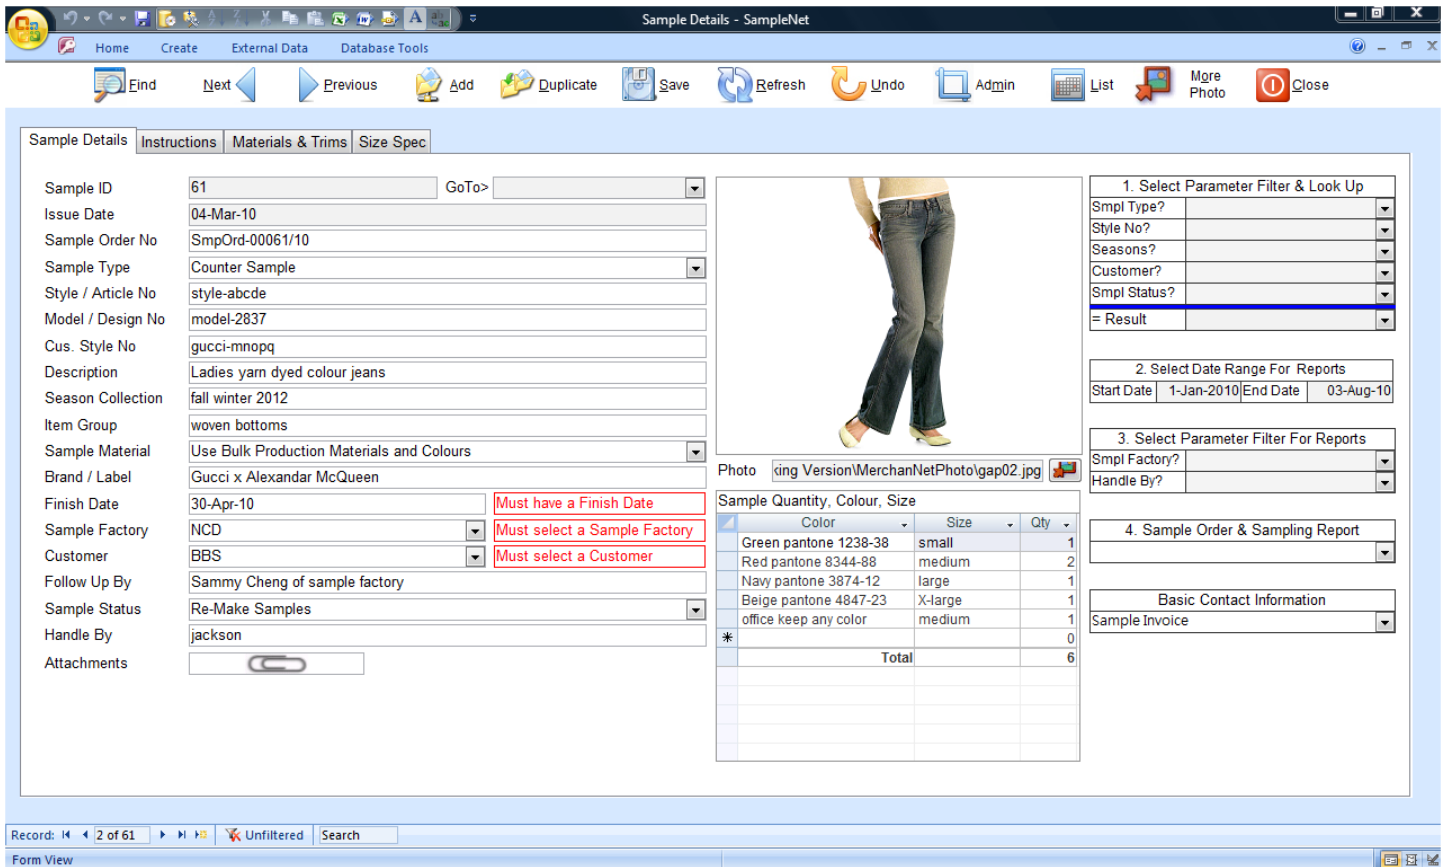 Sample Details - SampleNet
Home Create External Data Database Tools
Find Next Previous Add Duplicate Save Refresh Undo Admin List More Photo Close
Sample Details Instructions Materials & Trims Size Spec
Sample ID 61 GoTo>
Issue Date 04-Mar-10
Sample Order No SmpOrd-00061/10
Sample Type Counter Sample
Style / Article No style-abcde
Model / Design No model-2837
Cus. Style No gucci-mnopq
Description Ladies yarn dyed colour jeans
Season Collection fall winter 2012
Item Group woven bottoms
Sample Material Use Bulk Production Materials and Colours
Brand / Label Gucci x Alexandar McQueen
Finish Date 30-Apr-10 Must have a Finish Date
Sample Factory NCD Must select a Sample Factory
Customer BBS Must select a Customer
Follow Up By Sammy Cheng of sample factory
Sample Status Re-Make Samples
Handle By jackson
Attachments
Photo king Version\MerchanNetPhoto\gap02.jpg
Sample Quantity, Colour, Size
Color Size Qty
Green pantone 1238-38 small 1
Red pantone 8344-88 medium 2
Navy pantone 3874-12 large 1
Beige pantone 4847-23 X-large 1
office keep any color medium 1
0
Total 6
1. Select Parameter Filter & Look Up
Smpl Type?
Style No?
Seasons?
Customer?
Smpl Status?
= Result
2. Select Date Range For Reports
Start Date 1-Jan-2010 End Date 03-Aug-10
3. Select Parameter Filter For Reports
Smpl Factory?
Handle By?
4. Sample Order & Sampling Report
Basic Contact Information
Sample Invoice
Record: 2 of 61 Unfiltered Search
Form View